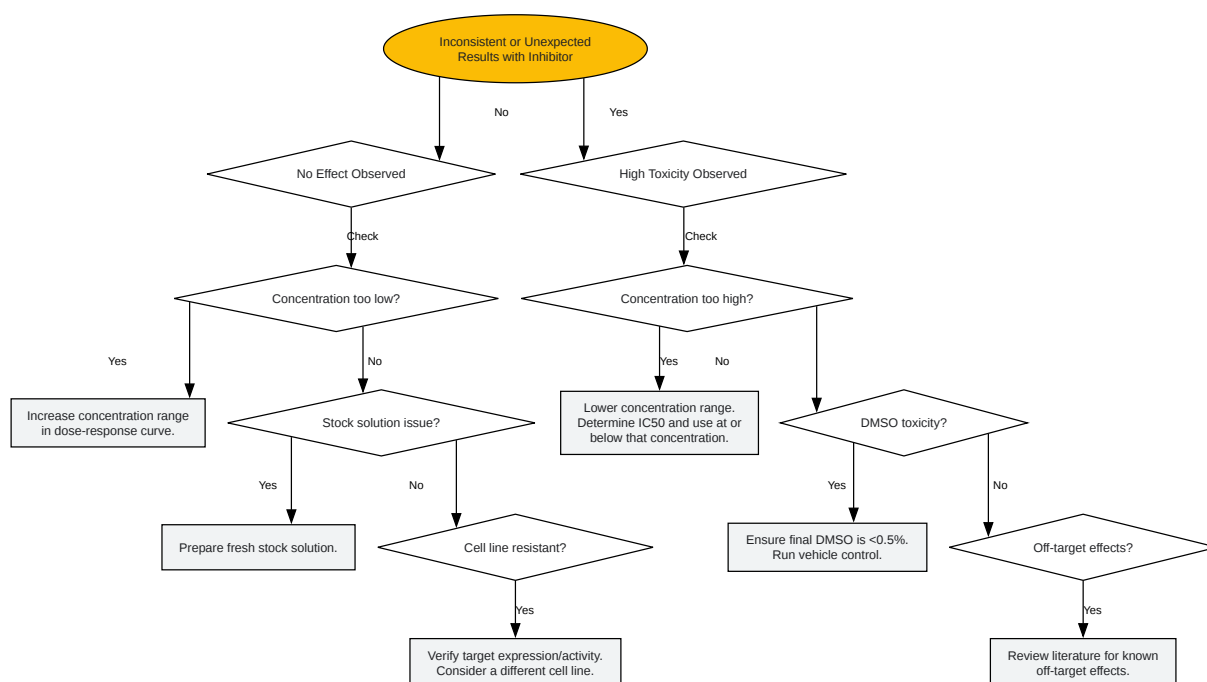 Inconsistent or Unexpected
Results with Inhibitor
No
Yes
No Effect Observed
High Toxicity Observed
Check
Check
Concentration too low?
Concentration too high?
Yes
No
Yes
No
Increase concentration range
in dose-response curve.
Stock solution issue?
Lower concentration range.
Determine IC50 and use at or
below that concentration.
DMSO toxicity?
Yes
No
Yes
No
Prepare fresh stock solution.
Cell line resistant?
Ensure final DMSO is <0.5%.
Run vehicle control.
Off-target effects?
Yes
Yes
Verify target expression/activity.
Consider a different cell line.
Review literature for known
off-target effects.